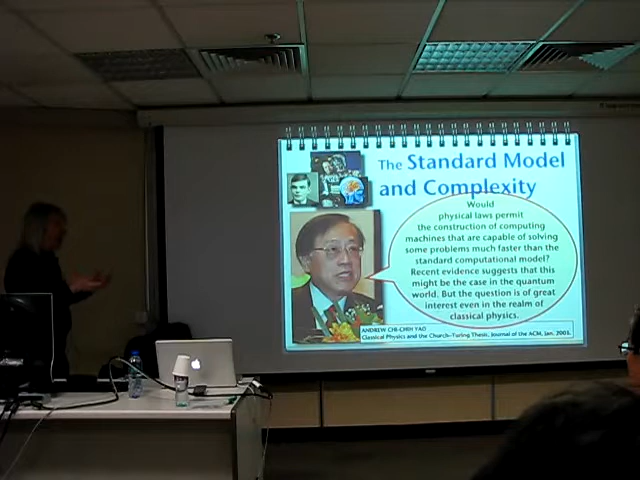 The Standard Model
and Complexity
Would
physical laws permit
the construction of computing
machines that are capable of solving
some problems much faster than the
standard computational model?
Recent evidence suggests that this
might be the case in the quantum
world. But the question is of great
interest even in the realm of
classical physics.
ANDREW CHI-CHIH YAO
Classical Physics and the Church–Turing Thesis, Journal of the ACM, Jan. 2003.